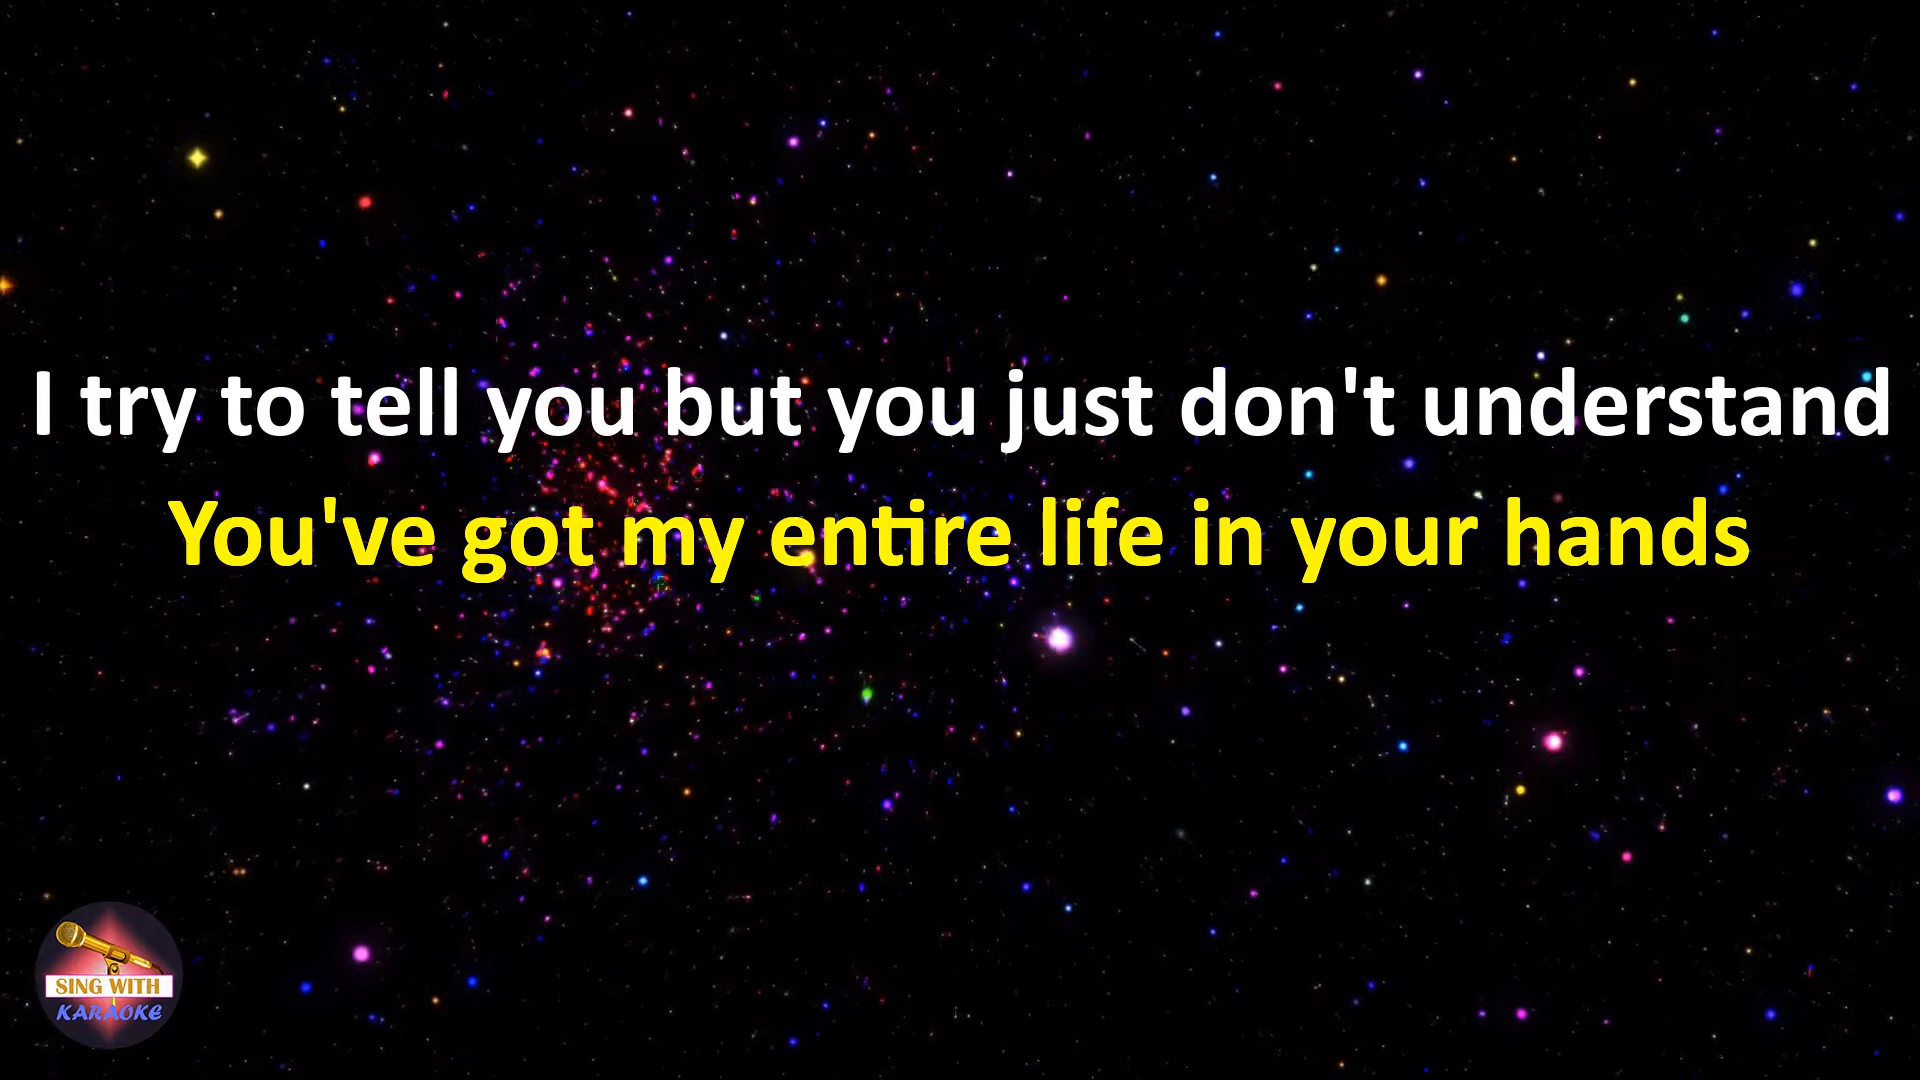 I try to tell you but you just don't understand
You've got my entire life in your hands
SING WITH
KARAOKE